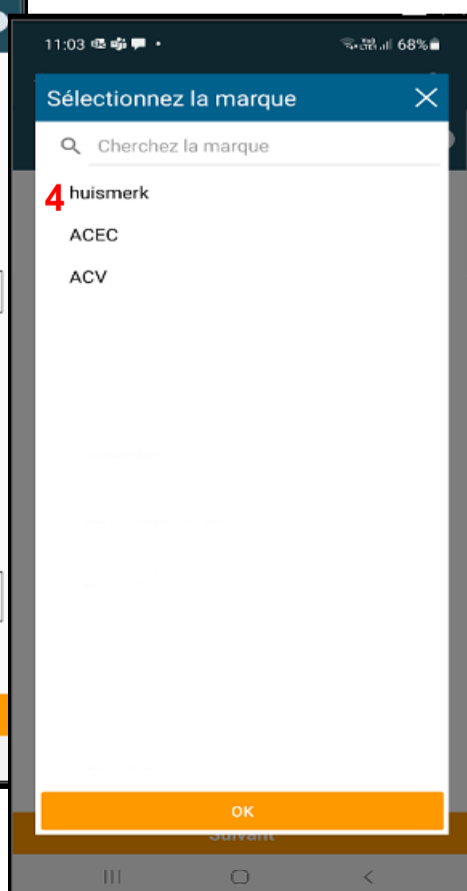 11:03 68%
Sélectionnez la marque
Cherchez la marque
4 huismerk
ACEC
ACV
OK
Suivant